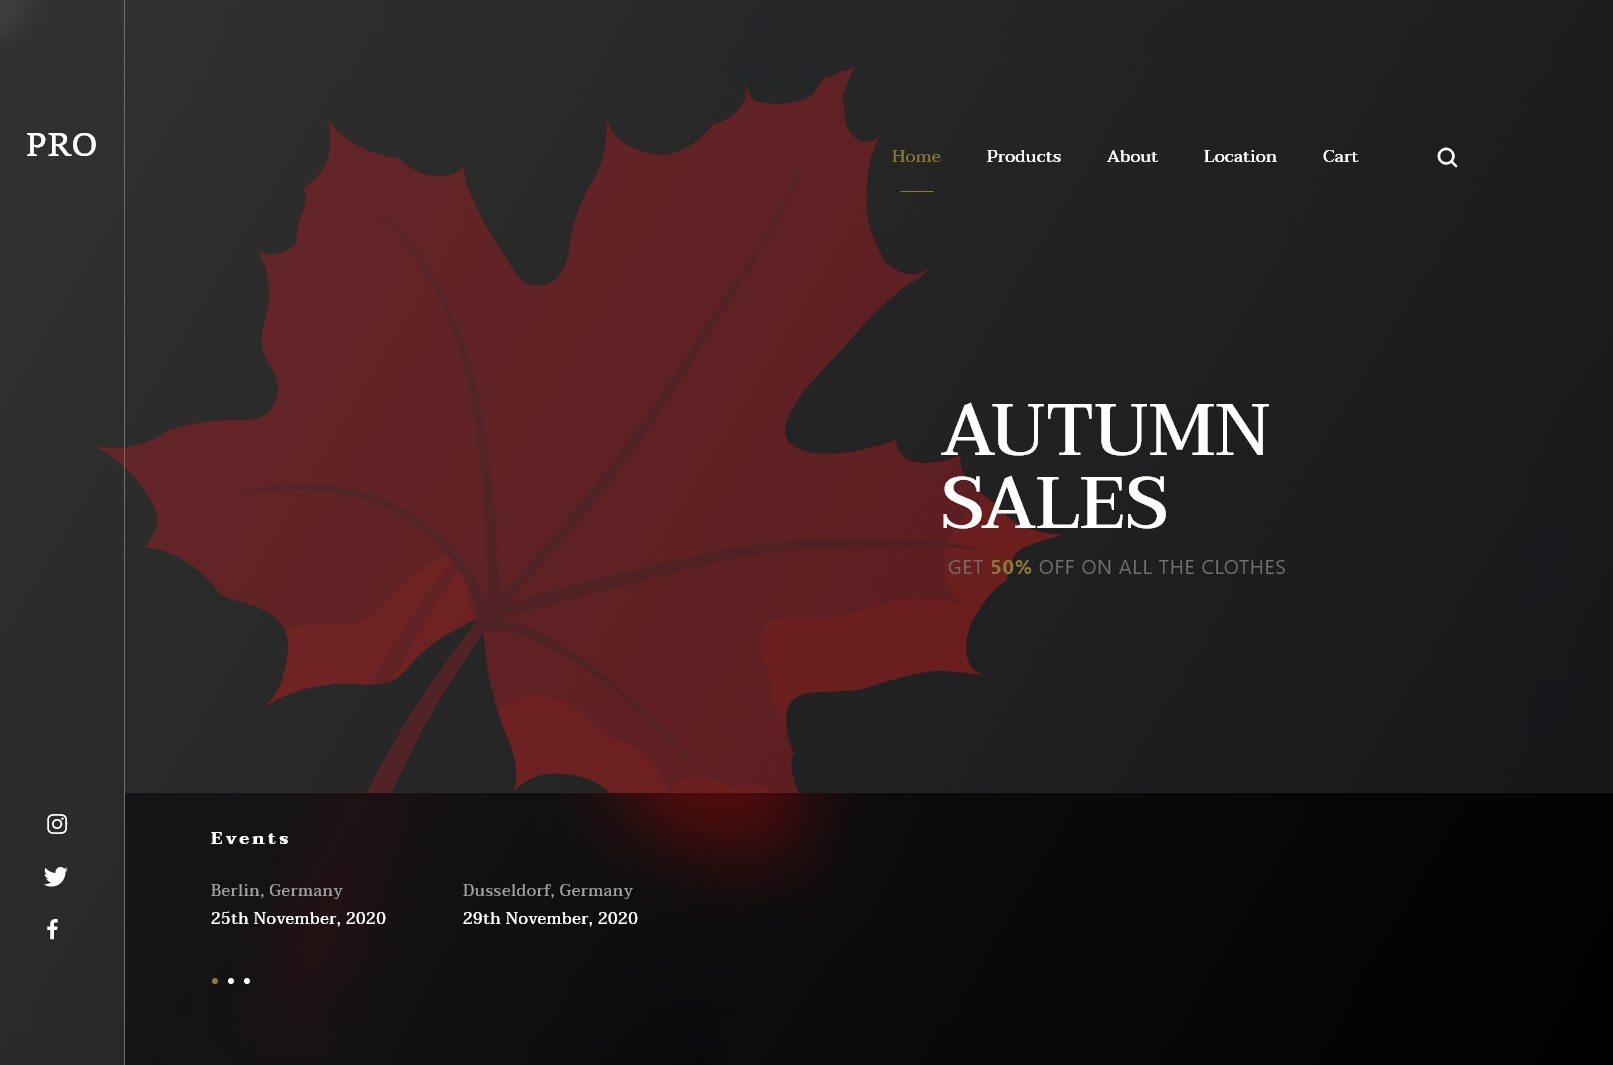 PRO
Home Products About Location Cart
AUTUMN
SALES
GET 50% OFF ON ALL THE CLOTHES
Events
Berlin, Germany Dusseldorf, Germany
25th November, 2020 29th November, 2020